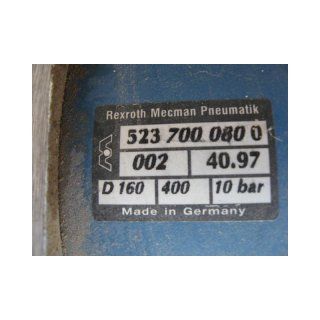 Rexroth Mecman Pneumatik
523 700 080 0
002 40.97
D 160 400 10 bar
Made in Germany